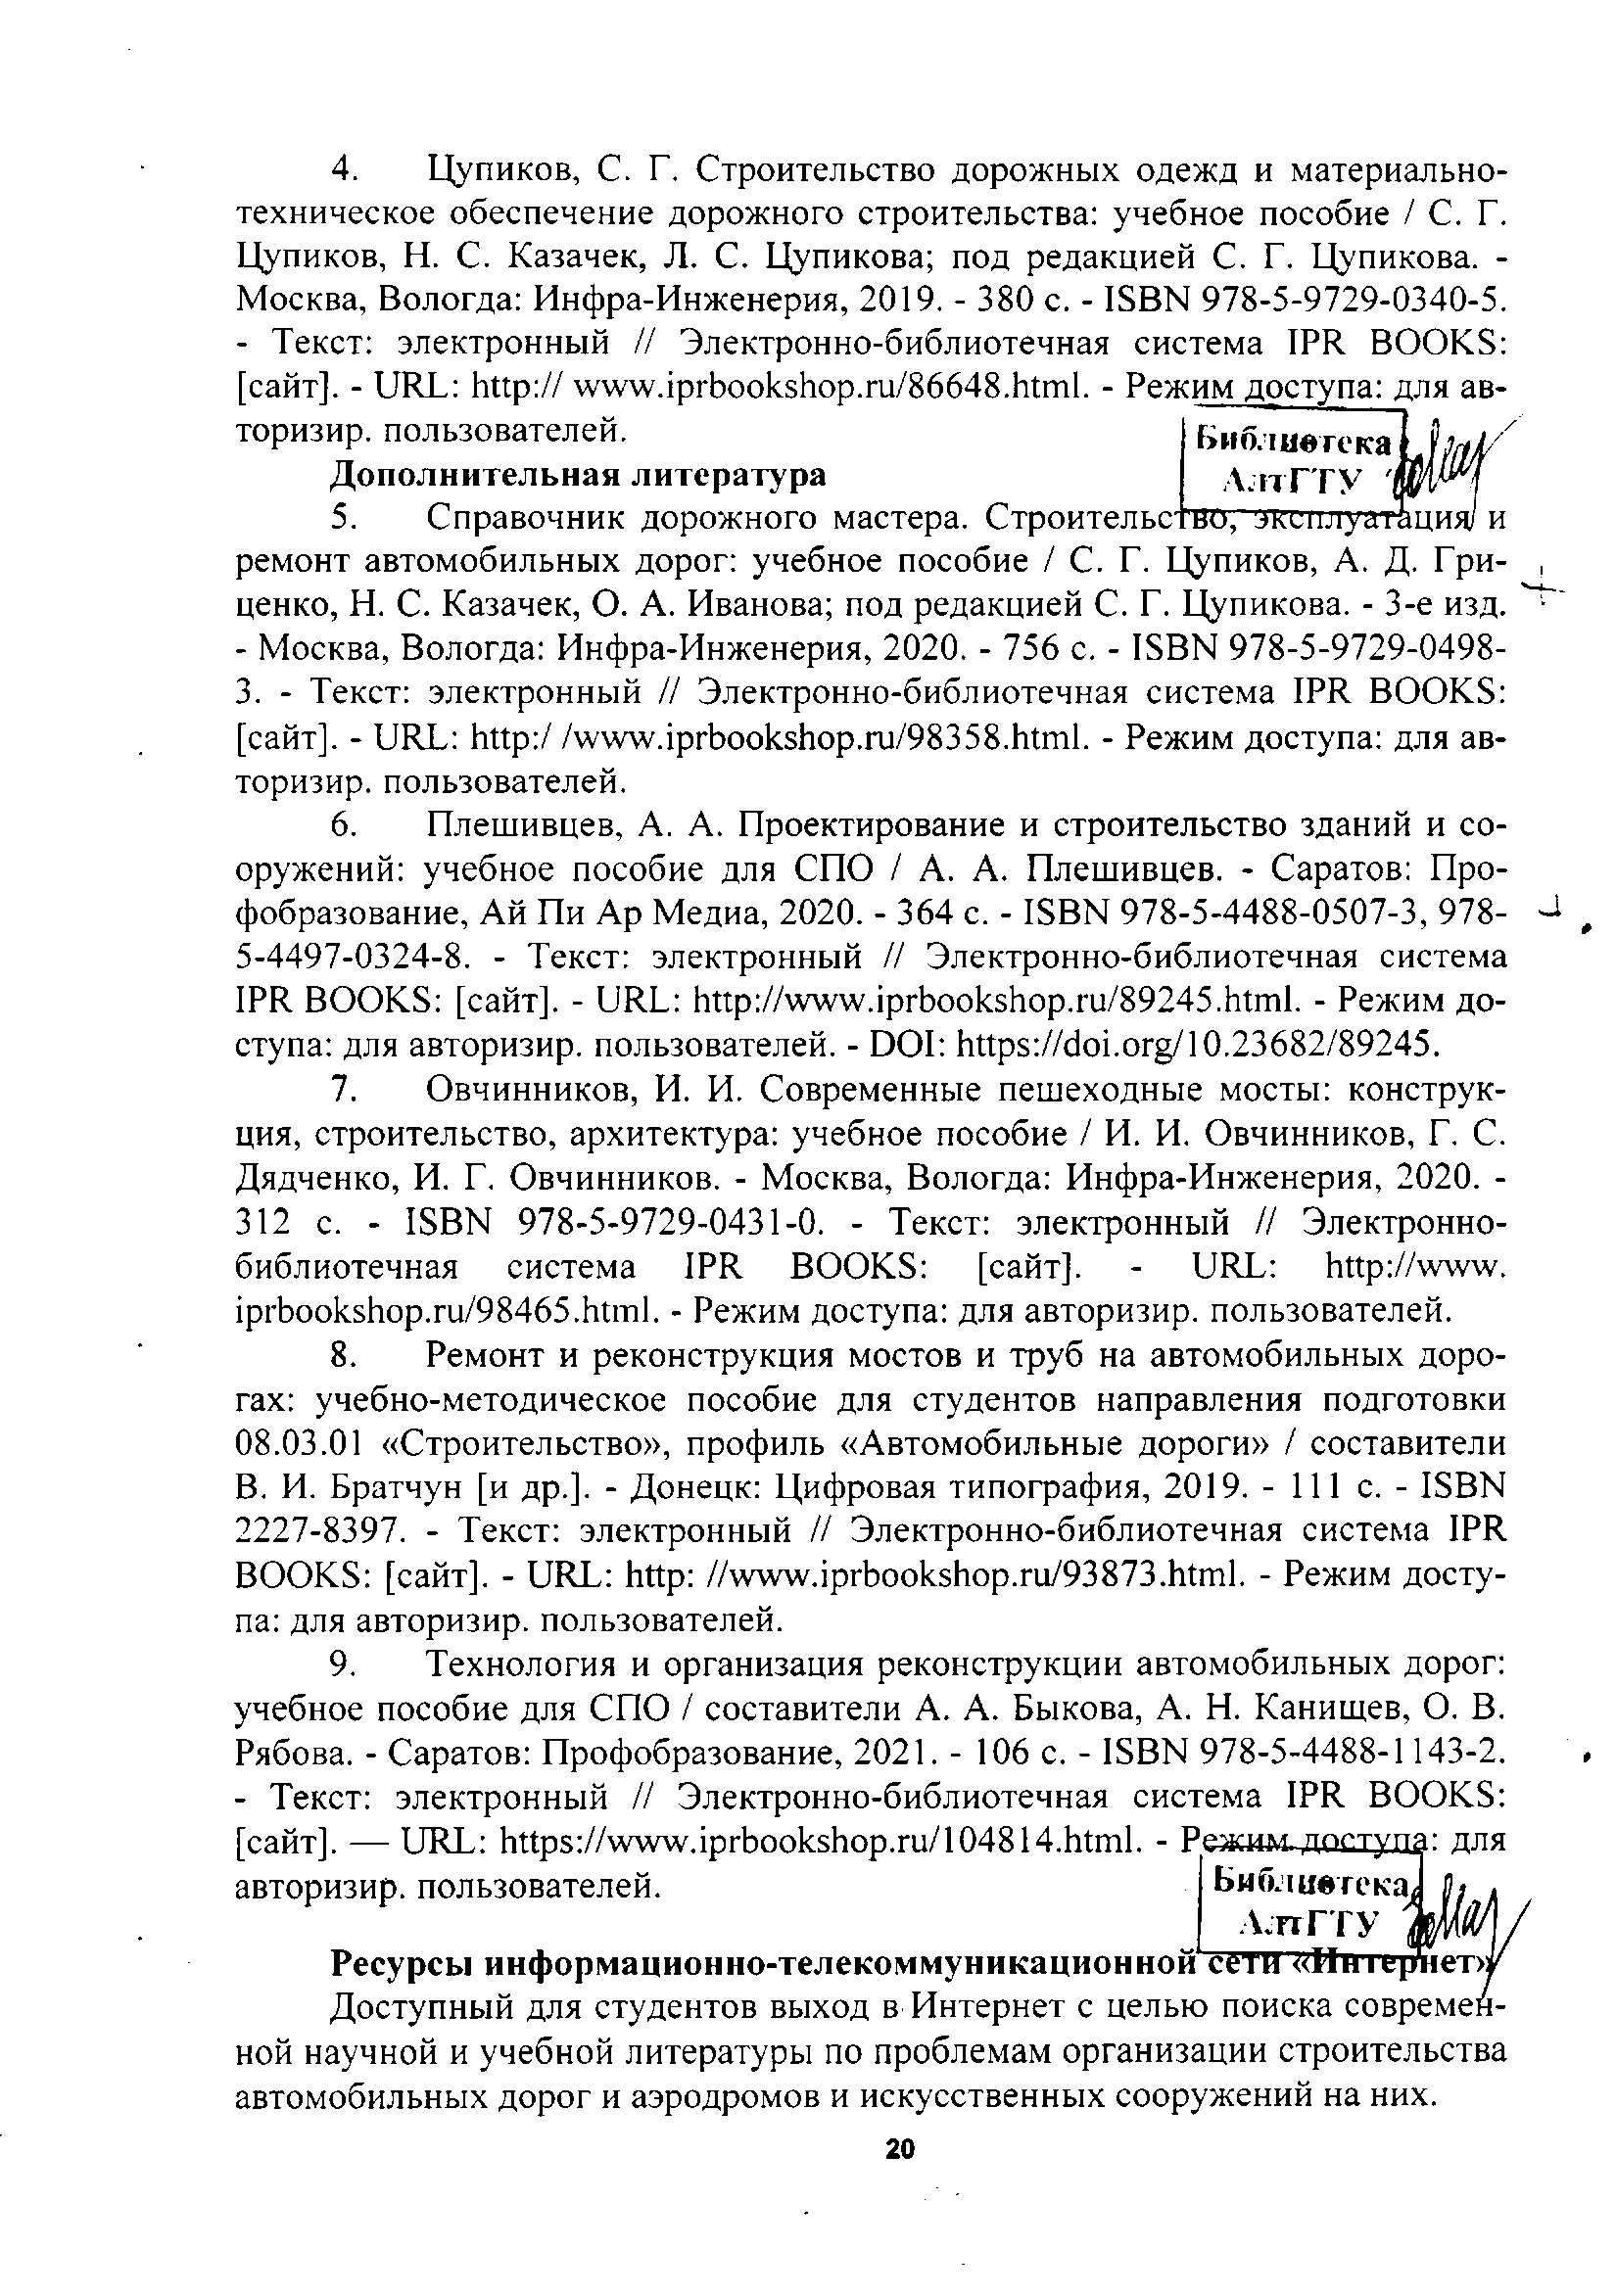 4. Цупиков, С. Г. Строительство дорожных одежд и материально-
техническое обеспечение дорожного строительства: учебное пособие / С. Г.
Цупиков, Н. С. Казачек, Л. С. Цупикова; под редакцией С. Г. Цупикова. -
Москва, Вологда: Инфра-Инженерия, 2019. - 380 с. - ISBN 978-5-9729-0340-5.
- Текст: электронный // Электронно-библиотечная система IPR BOOKS:
[сайт]. - URL: http:// www.iprbookshop.ru/86648.html. - Режим доступа: для ав-
торизир. пользователей.
Библиотека
АлтГТУ
Дополнительная литература
5. Справочник дорожного мастера. Строительство, эксплуатация и
ремонт автомобильных дорог: учебное пособие / С. Г. Цупиков, А. Д. Гри-
ценко, Н. С. Казачек, О. А. Иванова; под редакцией С. Г. Цупикова. - 3-е изд.
- Москва, Вологда: Инфра-Инженерия, 2020. - 756 с. - ISBN 978-5-9729-0498-
3. - Текст: электронный // Электронно-библиотечная система IPR BOOKS:
[сайт]. - URL: http:/ /www.iprbookshop.ru/98358.html. - Режим доступа: для ав-
торизир. пользователей.
6. Плешивцев, А. А. Проектирование и строительство зданий и со-
оружений: учебное пособие для СПО / А. А. Плешивцев. - Саратов: Про-
фобразование, Ай Пи Ар Медиа, 2020. - 364 с. - ISBN 978-5-4488-0507-3, 978-
5-4497-0324-8. - Текст: электронный // Электронно-библиотечная система
IPR BOOKS: [сайт]. - URL: http://www.iprbookshop.ru/89245.html. - Режим до-
ступа: для авторизир. пользователей. - DOI: https://doi.org/10.23682/89245.
7. Овчинников, И. И. Современные пешеходные мосты: конструк-
ция, строительство, архитектура: учебное пособие / И. И. Овчинников, Г. С.
Дядченко, И. Г. Овчинников. - Москва, Вологда: Инфра-Инженерия, 2020. -
312 с. - ISBN 978-5-9729-0431-0. - Текст: электронный // Электронно-
библиотечная система IPR BOOKS: [сайт]. - URL: http://www.
iprbookshop.ru/98465.html. - Режим доступа: для авторизир. пользователей.
8. Ремонт и реконструкция мостов и труб на автомобильных доро-
гах: учебно-методическое пособие для студентов направления подготовки
08.03.01 «Строительство», профиль «Автомобильные дороги» / составители
В. И. Братчун [и др.]. - Донецк: Цифровая типография, 2019. - 111 с. - ISBN
2227-8397. - Текст: электронный // Электронно-библиотечная система IPR
BOOKS: [сайт]. - URL: http: //www.iprbookshop.ru/93873.html. - Режим досту-
па: для авторизир. пользователей.
9. Технология и организация реконструкции автомобильных дорог:
учебное пособие для СПО / составители А. А. Быкова, А. Н. Канищев, О. В.
Рябова. - Саратов: Профобразование, 2021. - 106 с. - ISBN 978-5-4488-1143-2.
- Текст: электронный // Электронно-библиотечная система IPR BOOKS:
[сайт]. — URL: https://www.iprbookshop.ru/104814.html. - Режим доступа: для
авторизир. пользователей.
Библиотека
АлтГТУ
Ресурсы информационно-телекоммуникационной сети «Интернет»
Доступный для студентов выход в Интернет с целью поиска современ-
ной научной и учебной литературы по проблемам организации строительства
автомобильных дорог и аэродромов и искусственных сооружений на них.
20